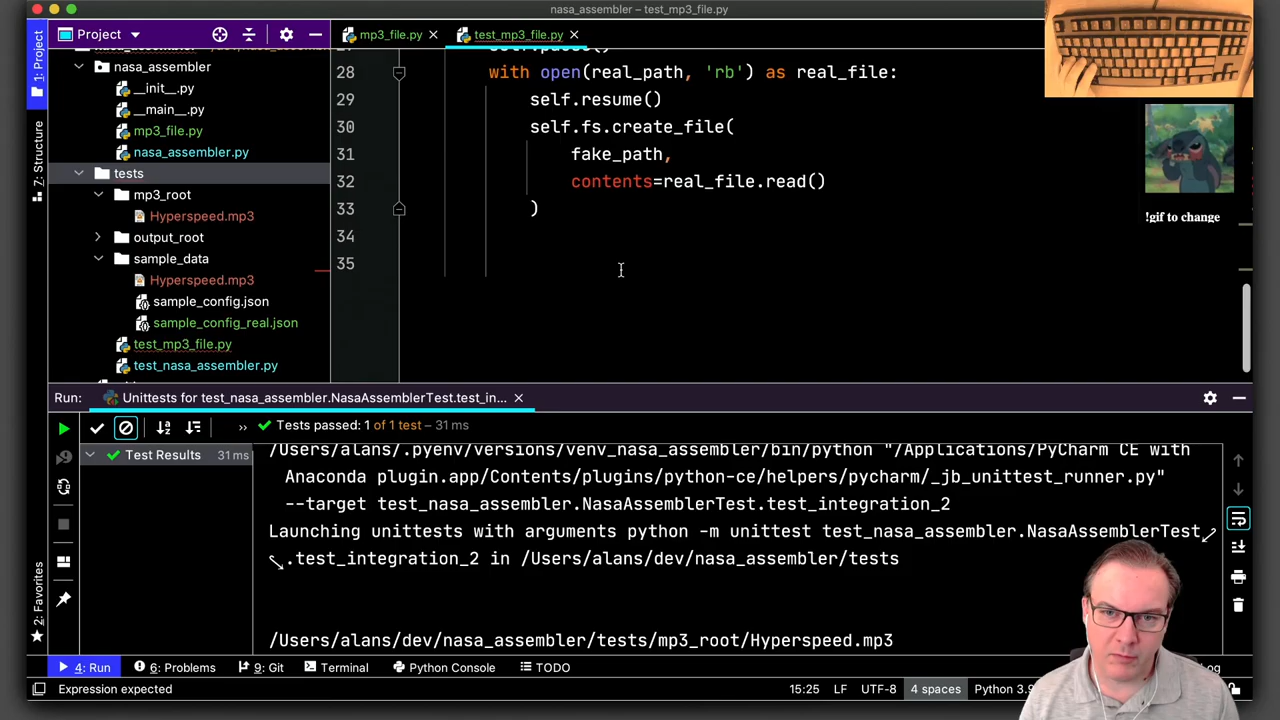 nasa_assembler – test_mp3_file.py
Project
mp3_file.py
test_mp3_file.py
1: Project
7: Structure
2: Favorites
nasa_assembler
__init__.py
__main__.py
mp3_file.py
nasa_assembler.py
tests
mp3_root
Hyperspeed.mp3
output_root
sample_data
Hyperspeed.mp3
sample_config.json
sample_config_real.json
test_mp3_file.py
test_nasa_assembler.py
28 with open(real_path, 'rb') as real_file:
29 self.resume()
30 self.fs.create_file(
31 fake_path,
32 contents=real_file.read()
33 )
34
35
!gif to change
Run: Unittests for test_nasa_assembler.NasaAssemblerTest.test_in...
Tests passed: 1 of 1 test – 31 ms
Test Results 31 ms
/Users/alans/.pyenv/versions/venv_nasa_assembler/bin/python "/Applications/PyCharm CE with
Anaconda plugin.app/Contents/plugins/python-ce/helpers/pycharm/_jb_unittest_runner.py"
--target test_nasa_assembler.NasaAssemblerTest.test_integration_2
Launching unittests with arguments python -m unittest test_nasa_assembler.NasaAssemblerTest
.test_integration_2 in /Users/alans/dev/nasa_assembler/tests
/Users/alans/dev/nasa_assembler/tests/mp3_root/Hyperspeed.mp3
4: Run
6: Problems
9: Git
Terminal
Python Console
TODO
Expression expected
15:25 LF UTF-8 4 spaces